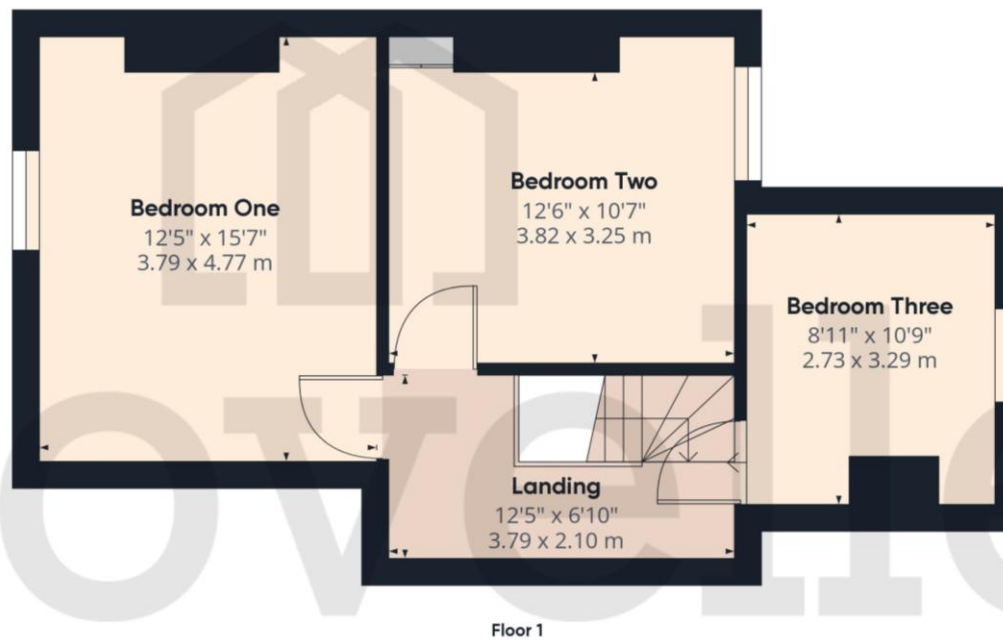 Bedroom One
12'5" x 15'7"
3.79 x 4.77 m
Bedroom Two
12'6" x 10'7"
3.82 x 3.25 m
Bedroom Three
8'11" x 10'9"
2.73 x 3.29 m
Landing
12'5" x 6'10"
3.79 x 2.10 m
ovelle
Floor 1